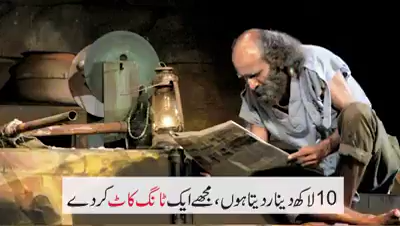 10 لاکھ دینار دیتا ہوں، مجھے ایک ٹانگ کاٹ کر دے